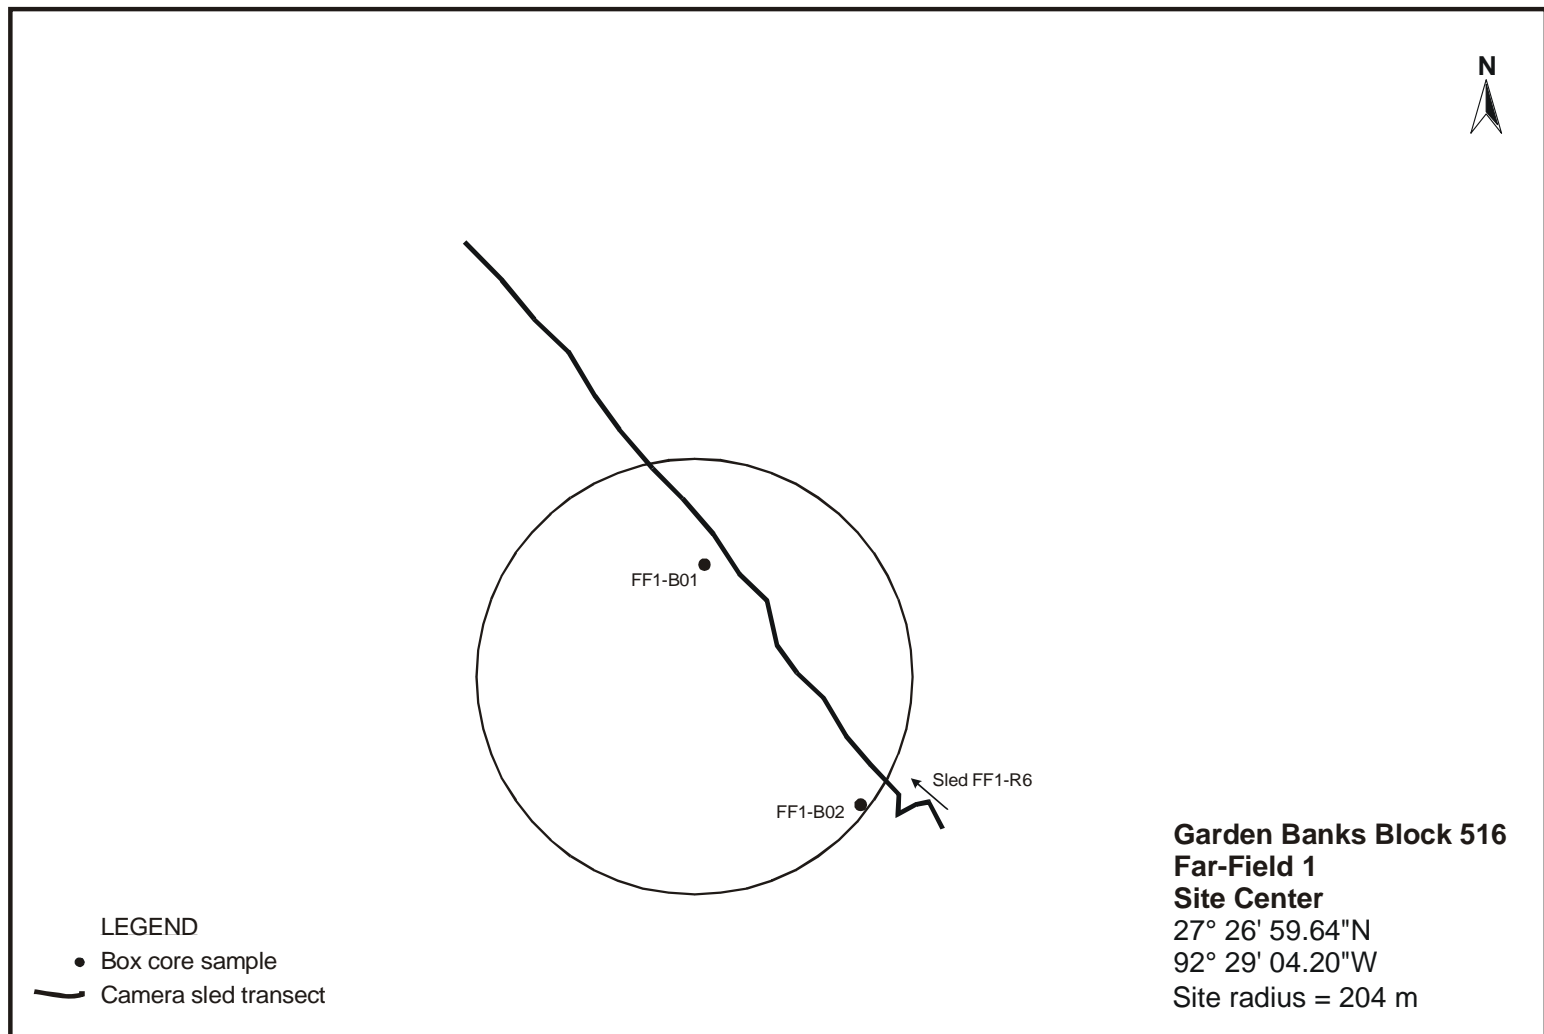 N
FF1-B01
Sled FF1-R6
FF1-B02
Garden Banks Block 516
Far-Field 1
Site Center
27° 26' 59.64"N
92° 29' 04.20"W
Site radius = 204 m
LEGEND
Box core sample
Camera sled transect